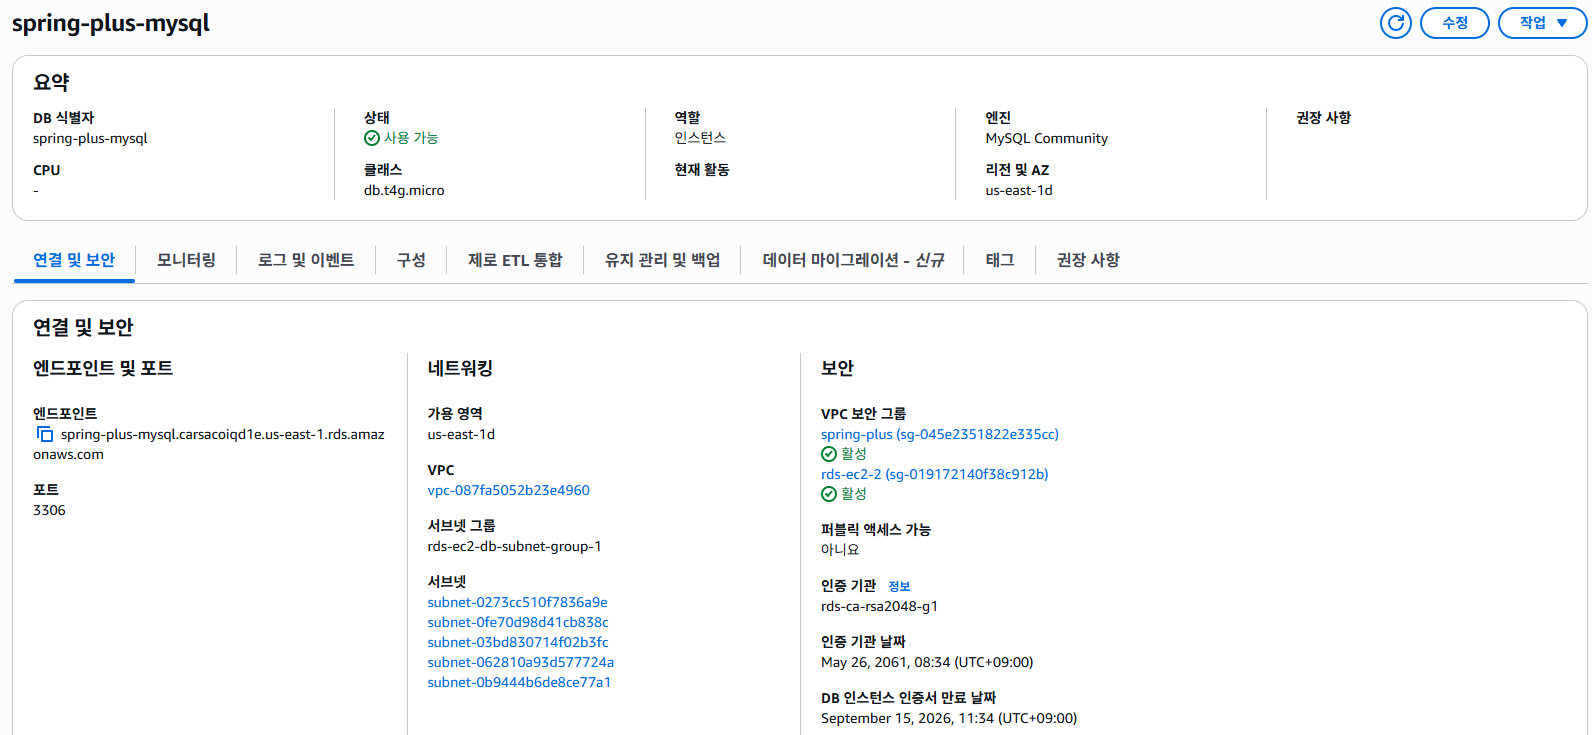 spring-plus-mysql
수정
작업
요약
DB 식별자
spring-plus-mysql
CPU
-
상태
사용 가능
클래스
db.t4g.micro
역할
인스턴스
현재 활동
엔진
MySQL Community
리전 및 AZ
us-east-1d
권장 사항
연결 및 보안
모니터링
로그 및 이벤트
구성
제로 ETL 통합
유지 관리 및 백업
데이터 마이그레이션 - 신규
태그
권장 사항
연결 및 보안
엔드포인트 및 포트
엔드포인트
spring-plus-mysql.carsacoiqd1e.us-east-1.rds.amaz
onaws.com
포트
3306
네트워킹
가용 영역
us-east-1d
VPC
vpc-087fa5052b23e4960
서브넷 그룹
rds-ec2-db-subnet-group-1
서브넷
subnet-0273cc510f7836a9e
subnet-0fe70d98d41cb838c
subnet-03bd830714f02b3fc
subnet-062810a93d577724a
subnet-0b9444b6de8ce77a1
보안
VPC 보안 그룹
spring-plus (sg-045e2351822e335cc)
활성
rds-ec2-2 (sg-019172140f38c912b)
활성
퍼블릭 액세스 가능
아니요
인증 기관 정보
rds-ca-rsa2048-g1
인증 기관 날짜
May 26, 2061, 08:34 (UTC+09:00)
DB 인스턴스 인증서 만료 날짜
September 15, 2026, 11:34 (UTC+09:00)